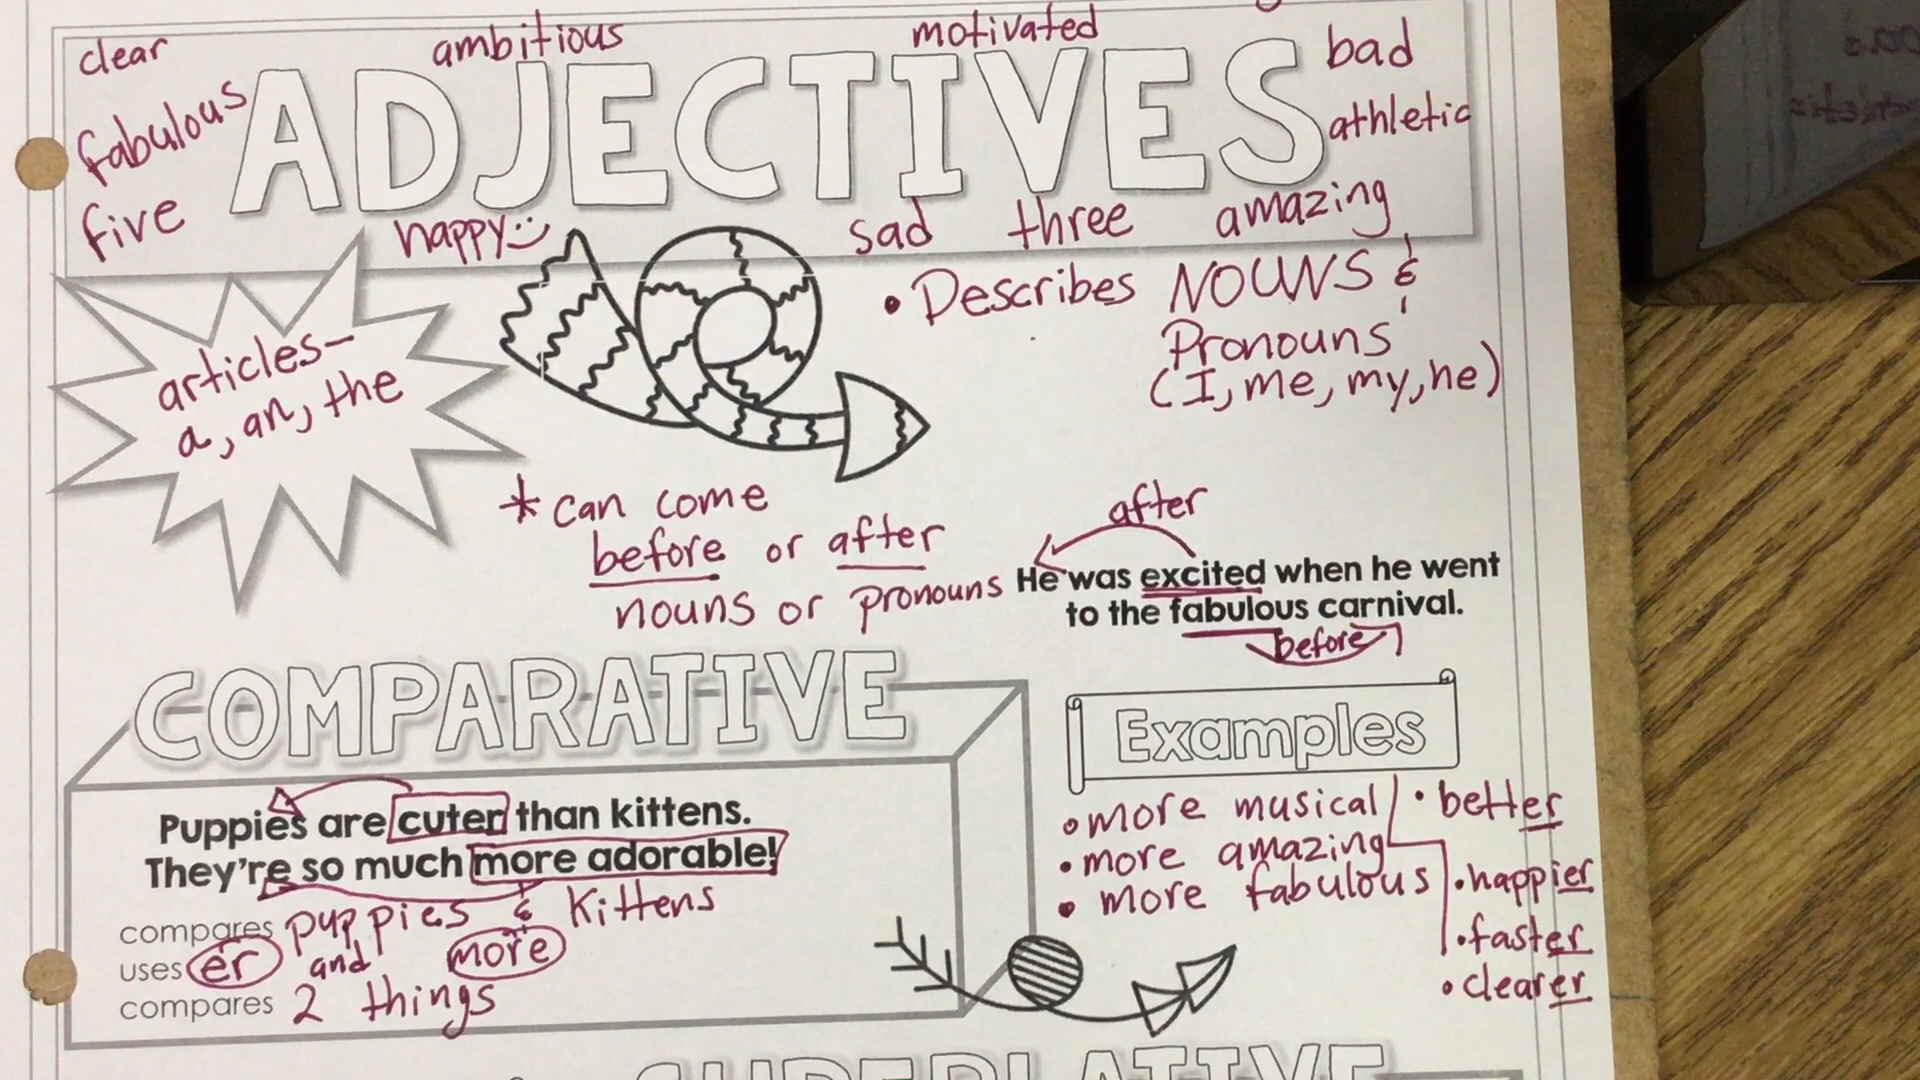 clear ambitious motivated bad
ADJECTIVES
fabulous athletic
five happy sad three amazing
• Describes NOUNS &
Pronouns
(I, me, my, he)
articles-
a, an, the
* can come
before or after
nouns or pronouns
after
He was excited when he went
to the fabulous carnival.
before
COMPARATIVE
Puppies are cuter than kittens.
They're so much more adorable!
compares puppies & kittens
uses er and more
compares 2 things
Examples
• more musical
• more amazing
• more fabulous
• better
• happier
• faster
• clearer
SUPERLATIVE